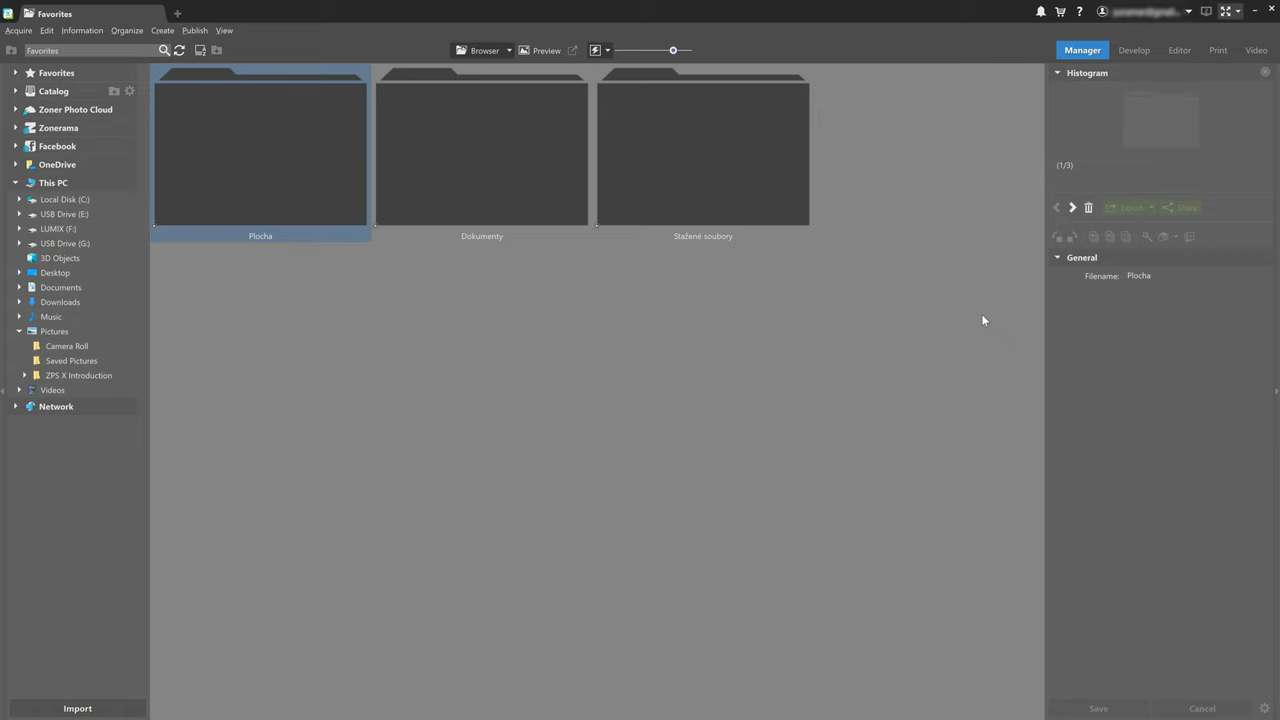 Favorites
Acquire Edit Information Organize Create Publish View
Favorites
Browser Preview
Manager Develop Editor Print Video
Favorites
Catalog
Zoner Photo Cloud
Zonerama
Facebook
OneDrive
This PC
Local Disk (C:)
USB Drive (E:)
LUMIX (F:)
USB Drive (G:)
3D Objects
Desktop
Documents
Downloads
Music
Pictures
Camera Roll
Saved Pictures
ZPS X Introduction
Videos
Network
Import
Plocha
Dokumenty
Stažené soubory
Histogram
(1/3)
Export Share
General
Filename: Plocha
Save Cancel